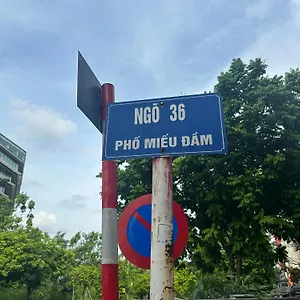 NGÕ 36
PHỐ MIẾU ĐẦM